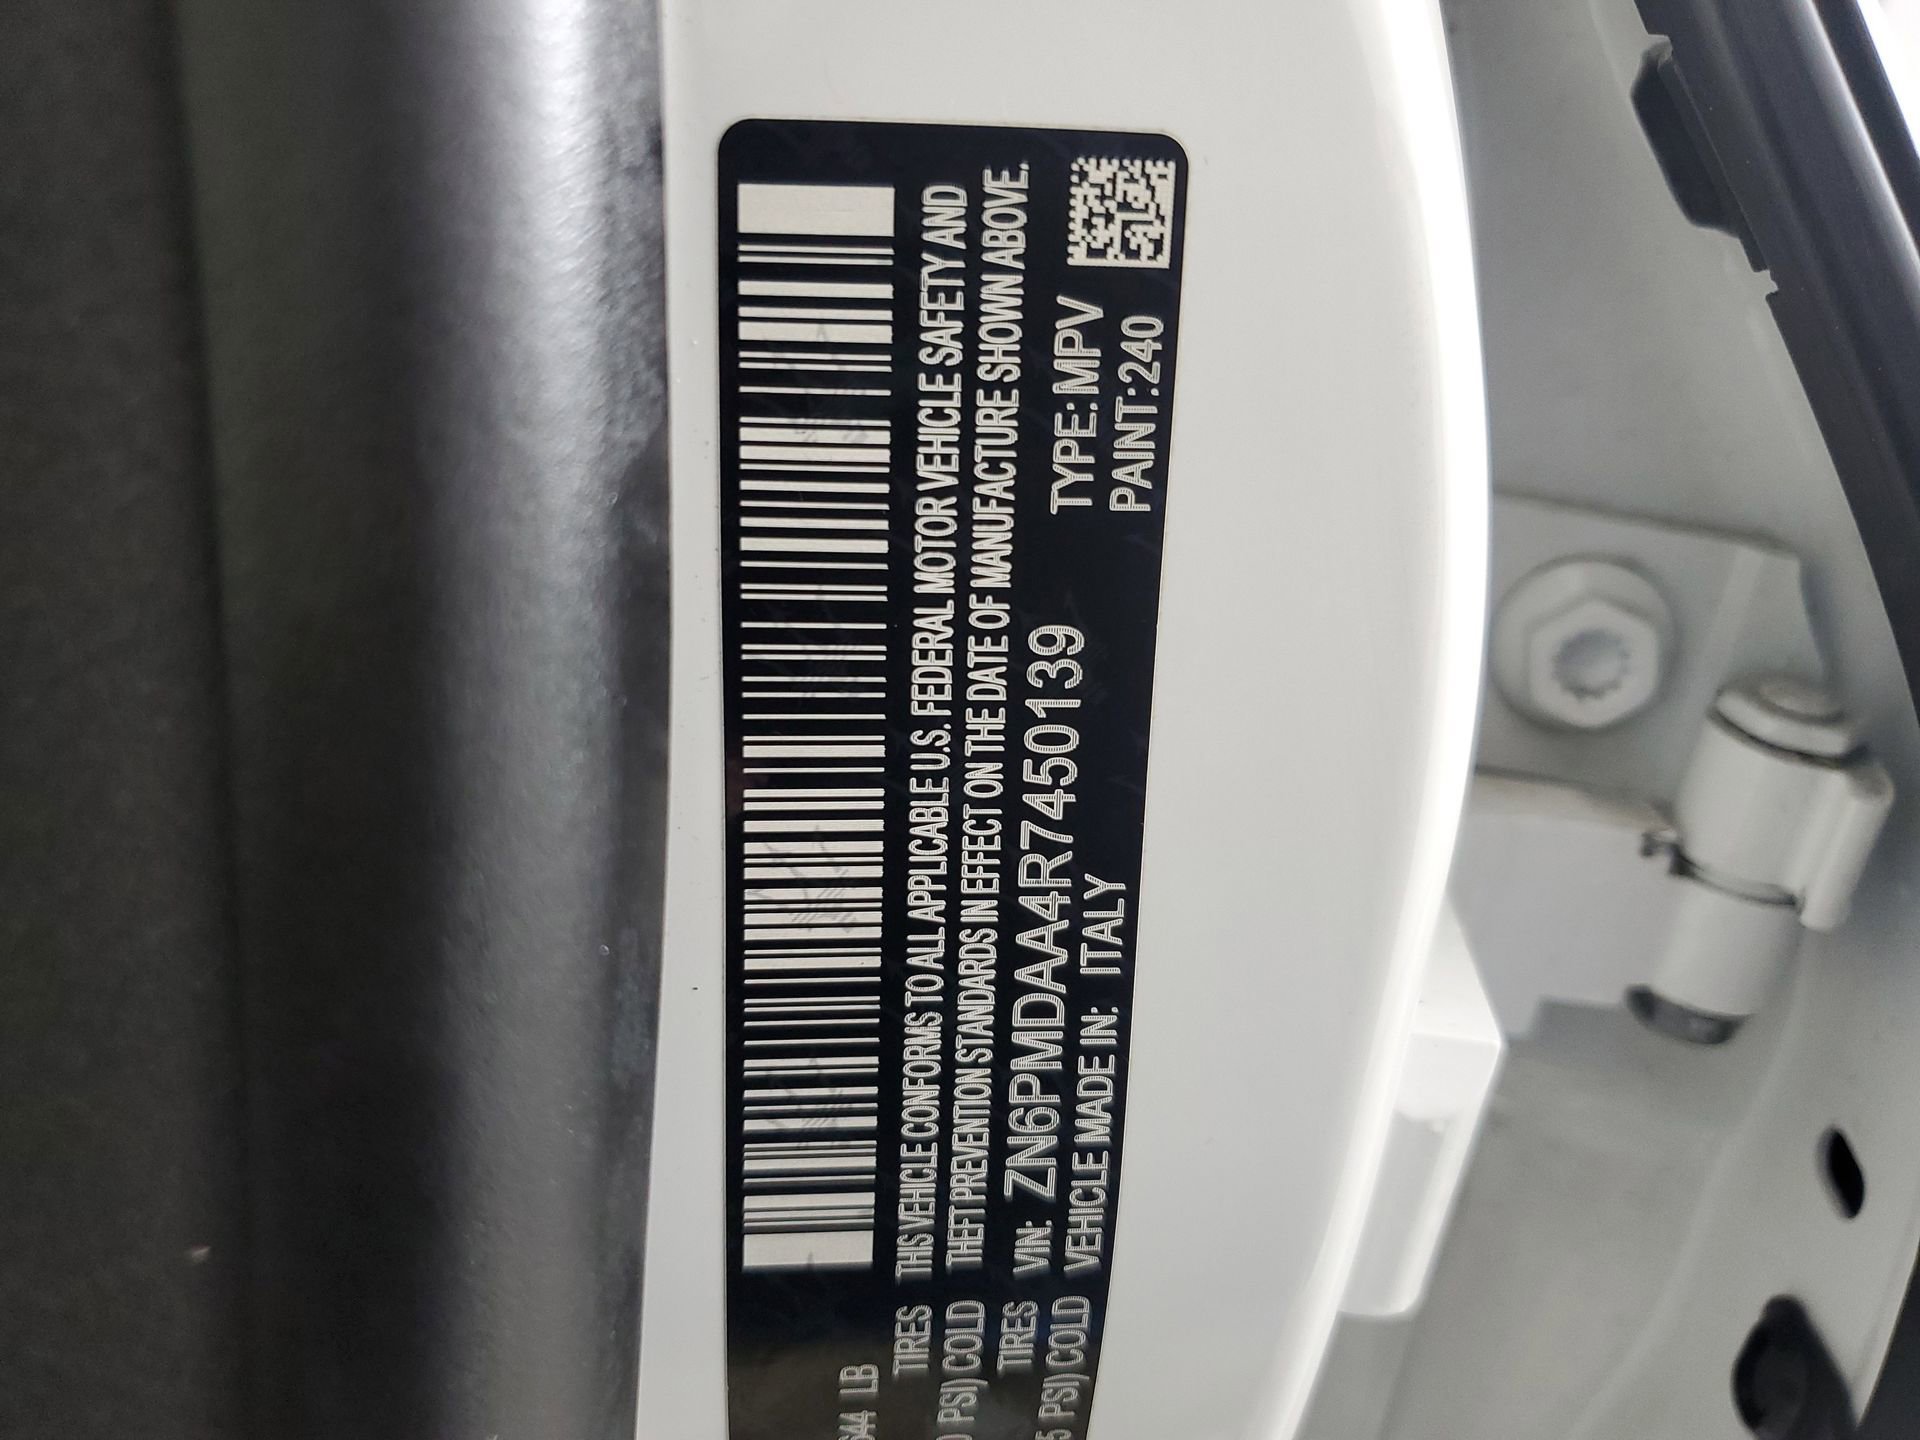 THIS VEHICLE CONFORMS TO ALL APPLICABLE U.S. FEDERAL MOTOR VEHICLE SAFETY AND
THEFT PREVENTION STANDARDS IN EFFECT ON THE DATE OF MANUFACTURE SHOWN ABOVE.
VIN: ZN6PMDAA4R7450139
TYPE:MPV
VEHICLE MADE IN: ITALY
PAINT:240
644 LB
TIRES
PSI) COLD
TIRES
5 PSI) COLD